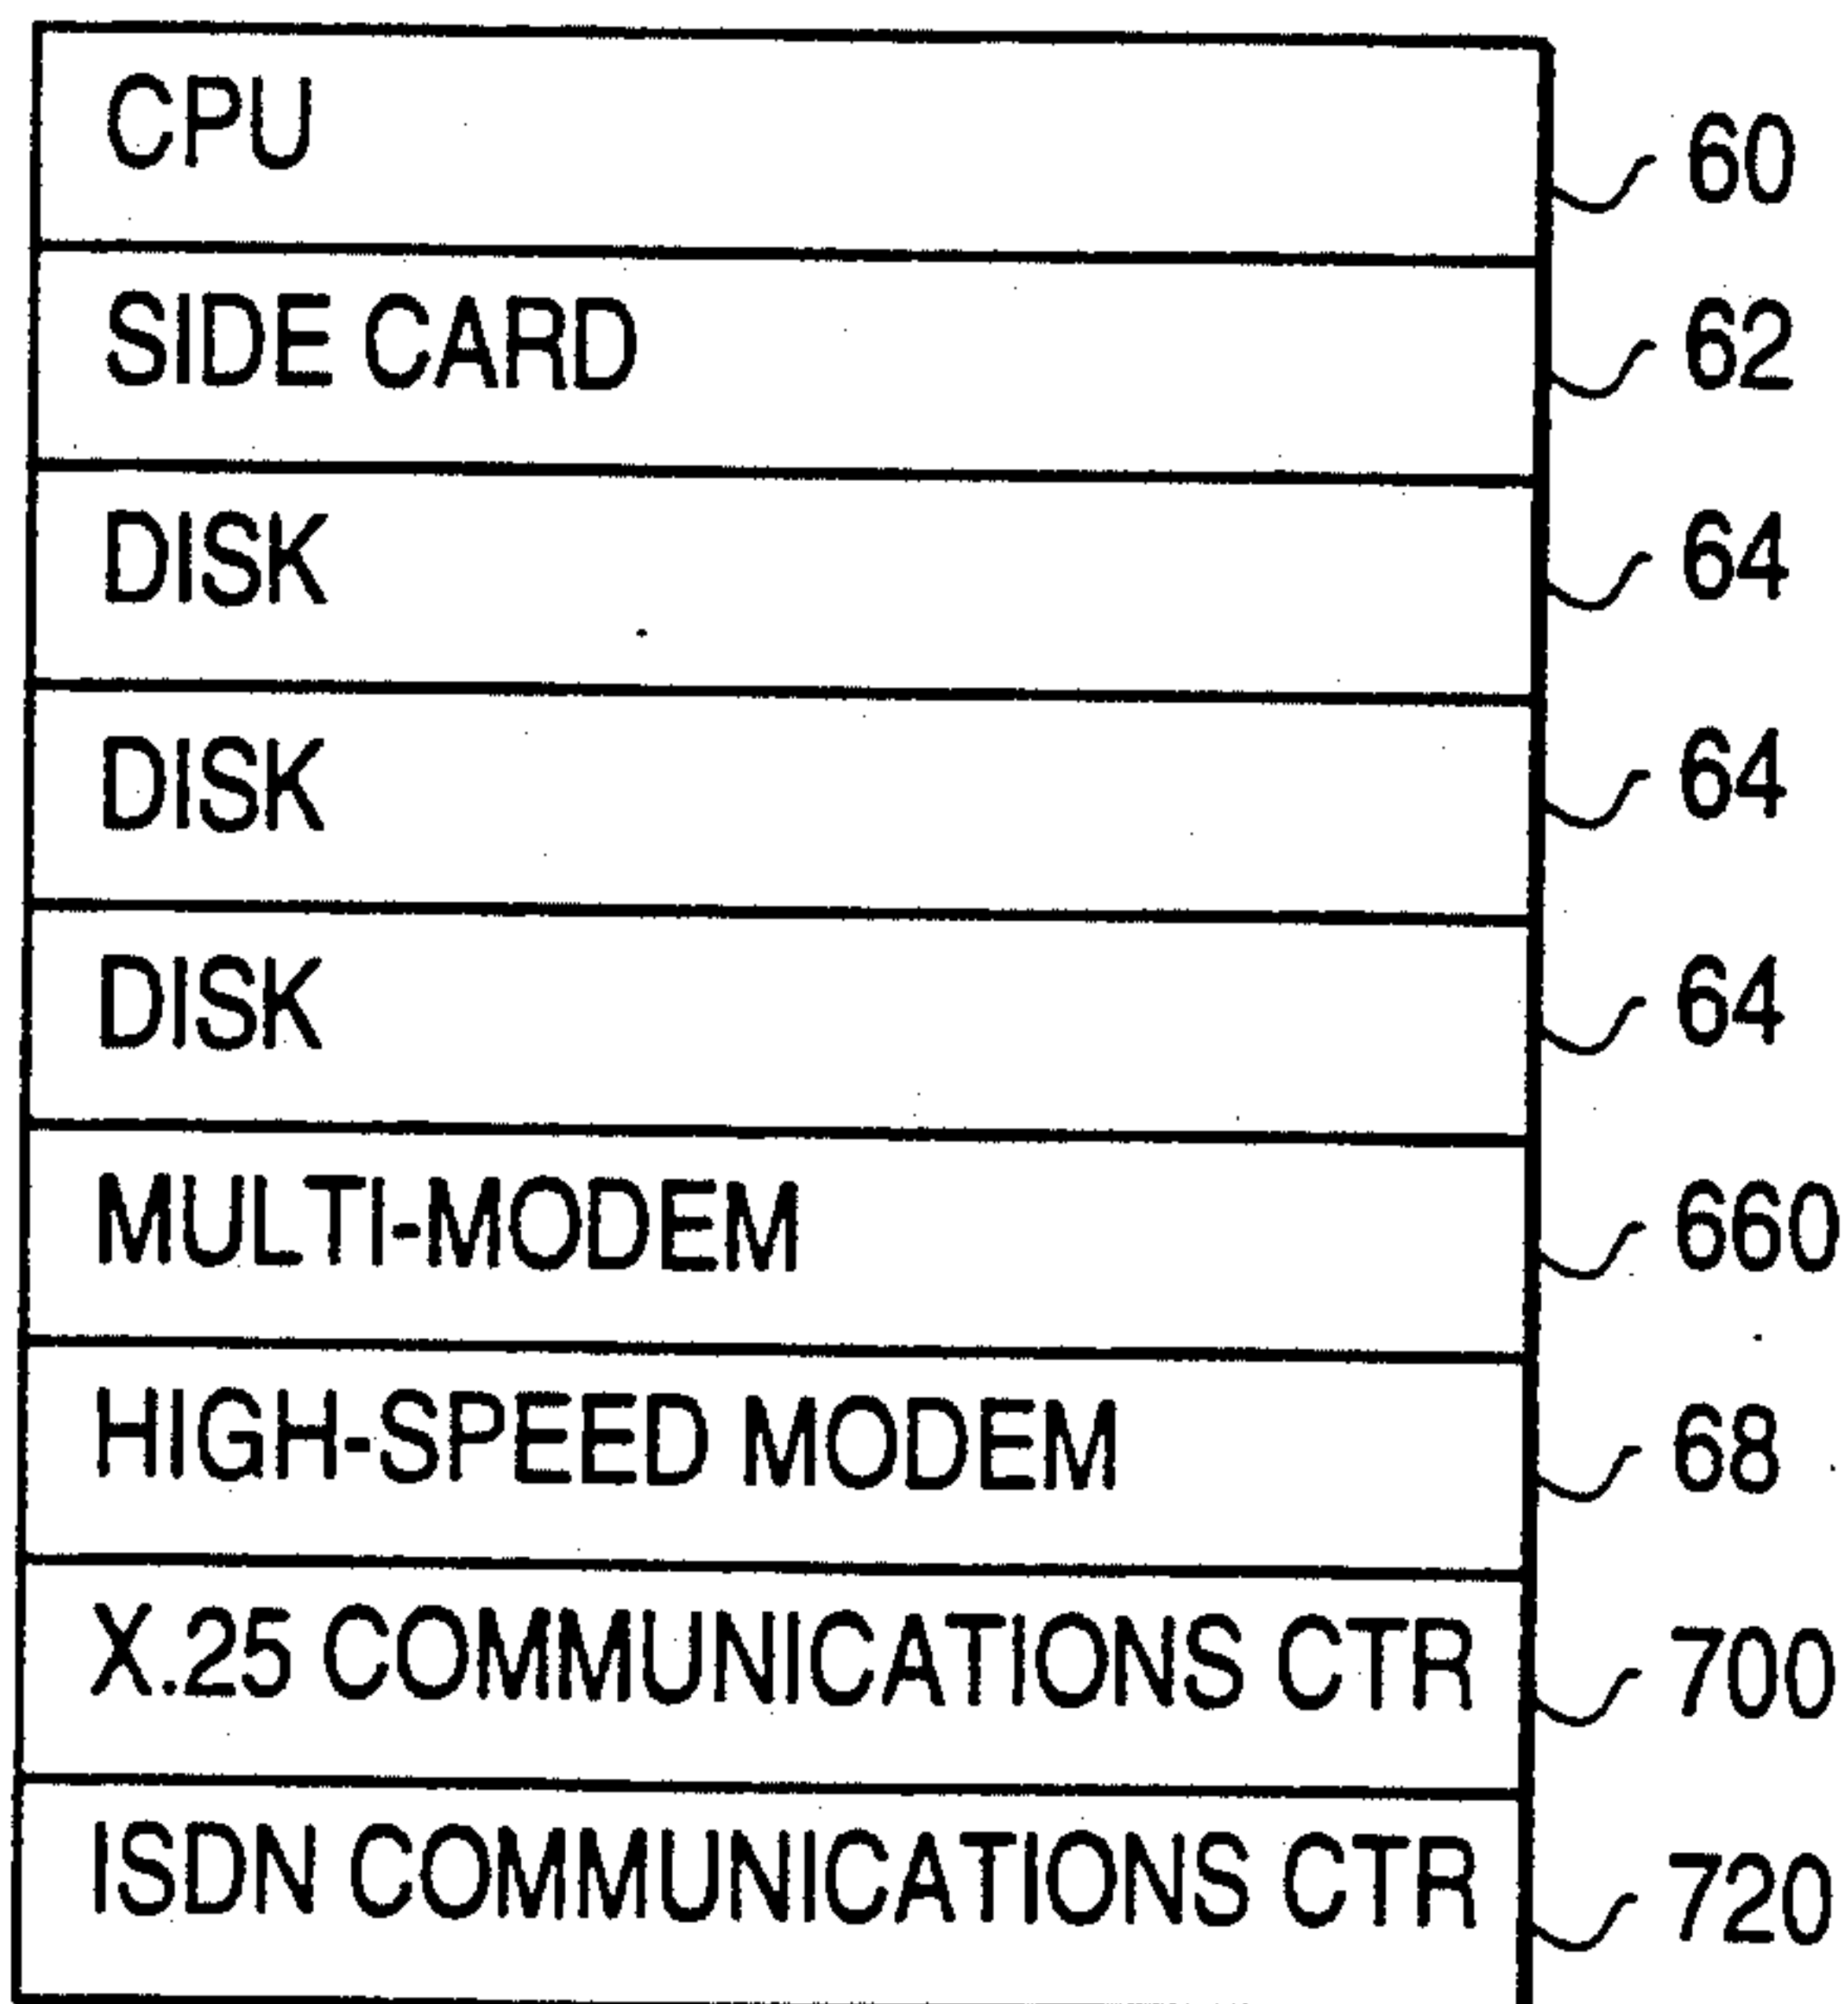 CPU 60
SIDE CARD 62
DISK 64
DISK 64
DISK 64
MULTI-MODEM 660
HIGH-SPEED MODEM 68
X.25 COMMUNICATIONS CTR 700
ISDN COMMUNICATIONS CTR 720